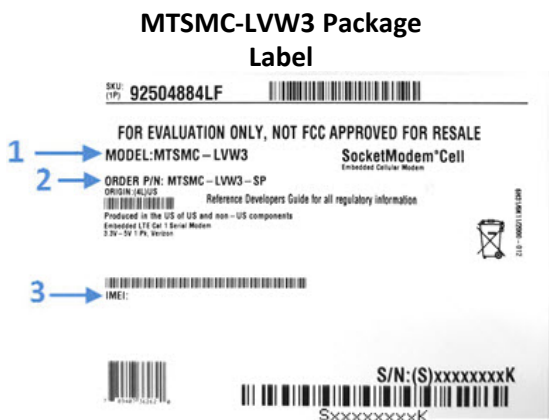 MTSMC-LVW3 Package
Label
SKU:
(1P) 92504884LF
FOR EVALUATION ONLY, NOT FCC APPROVED FOR RESALE
1
MODEL:MTSMC-LVW3
SocketModem®Cell
Embedded Cellular Modem
2
ORDER P/N: MTSMC-LVW3-SP
ORIGIN:(4L)US
Reference Developers Guide for all regulatory information
Produced in the US of US and non-US components
Embedded LTE Cat 1 Serial Modem
3.3V-5V 1 Pk, Verizon
3
IMEI:
S/N:(S)xxxxxxxxK
SxxxxxxxxK